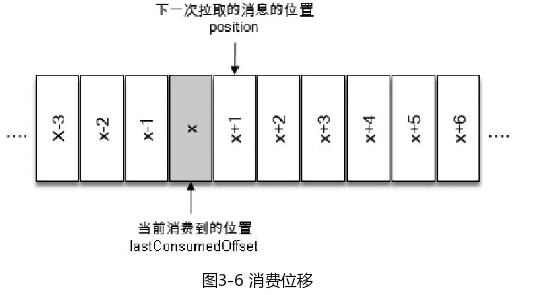 下一次拉取的消息的位置
position
···· X-3 X-2 X-1 X X+1 X+2 X+3 X+4 X+5 X+6 ····
当前消费到的位置
lastConsumedOffset
图3-6 消费位移